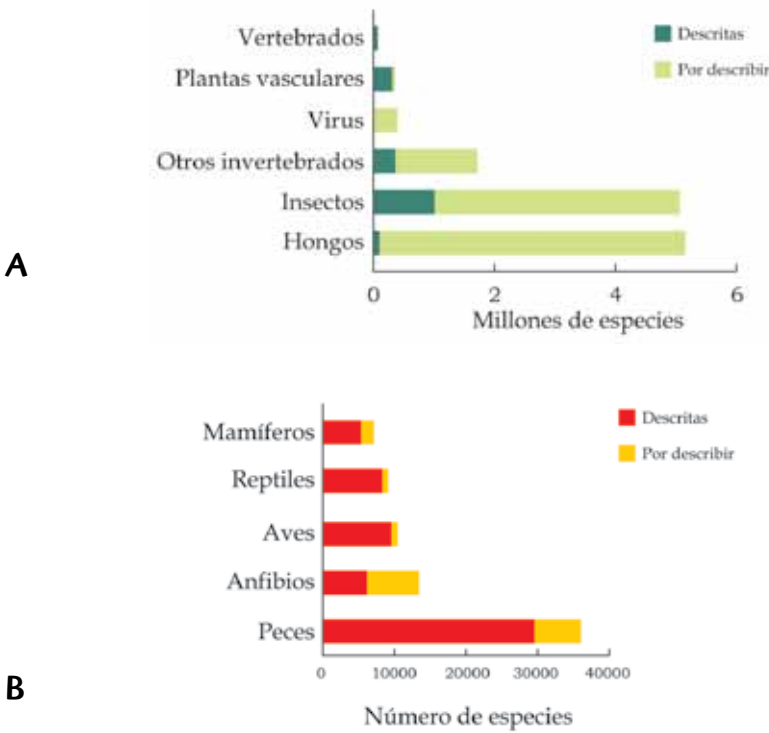 Vertebrados
Plantas vasculares
Virus
Otros invertebrados
Insectos
Hongos
Descritas
Por describir
A
0 2 4 6
Millones de especies
Mamíferos
Reptiles
Aves
Anfibios
Peces
Descritas
Por describir
0 10000 20000 30000 40000
B
Número de especies